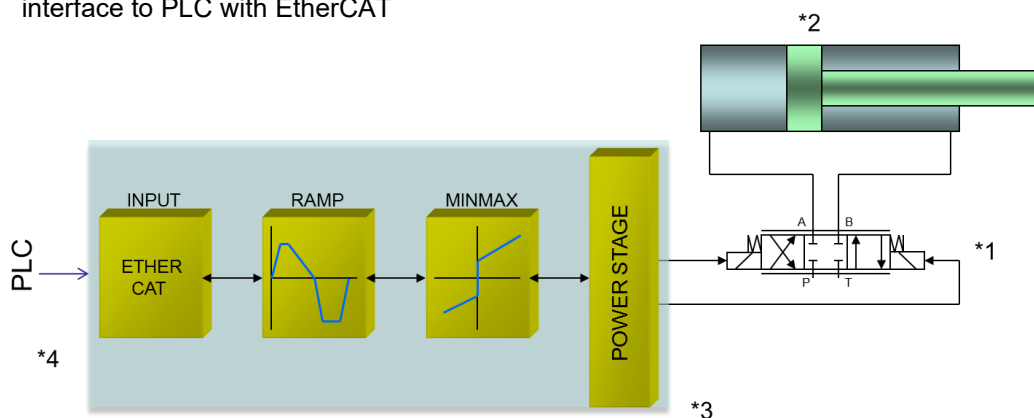 interface to PLC with EtherCAT
*2
INPUT
RAMP
MINMAX
POWER STAGE
A
B
*1
PLC
ETHER
CAT
P
T
*4
*3